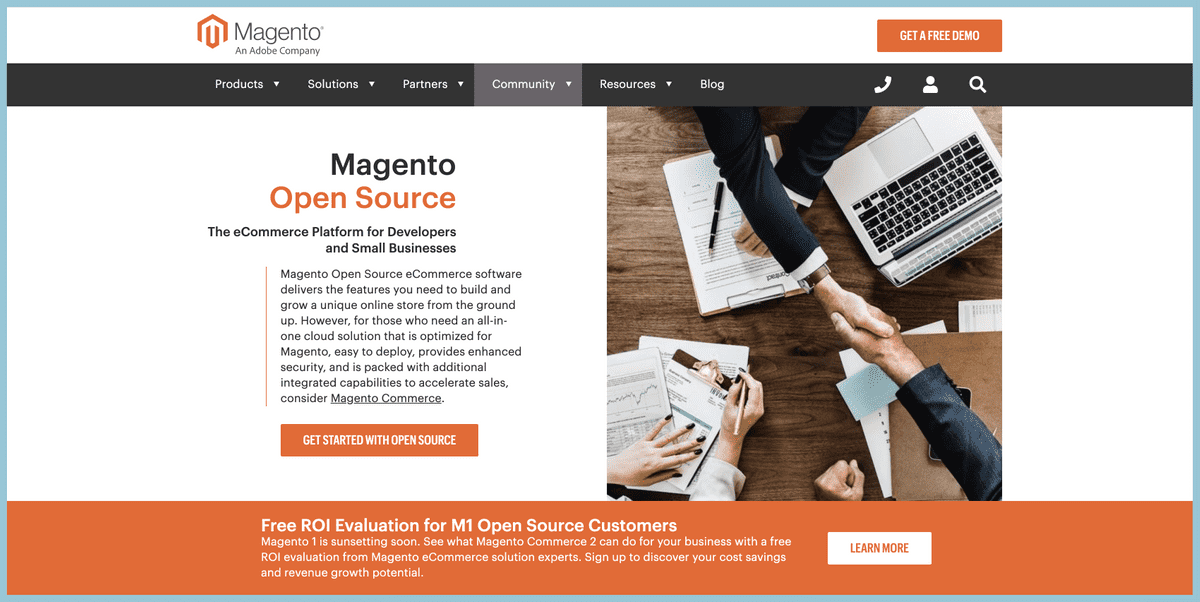 Magento®
An Adobe Company
GET A FREE DEMO
Products
Solutions
Partners
Community
Resources
Blog
Magento
Open Source
The eCommerce Platform for Developers
and Small Businesses
Magento Open Source eCommerce software
delivers the features you need to build and
grow a unique online store from the ground
up. However, for those who need an all-in-
one cloud solution that is optimized for
Magento, easy to deploy, provides enhanced
security, and is packed with additional
integrated capabilities to accelerate sales,
consider Magento Commerce.
GET STARTED WITH OPEN SOURCE
Contract
Free ROI Evaluation for M1 Open Source Customers
Magento 1 is sunsetting soon. See what Magento Commerce 2 can do for your business with a free
ROI evaluation from Magento eCommerce solution experts. Sign up to discover your cost savings
and revenue growth potential.
LEARN MORE